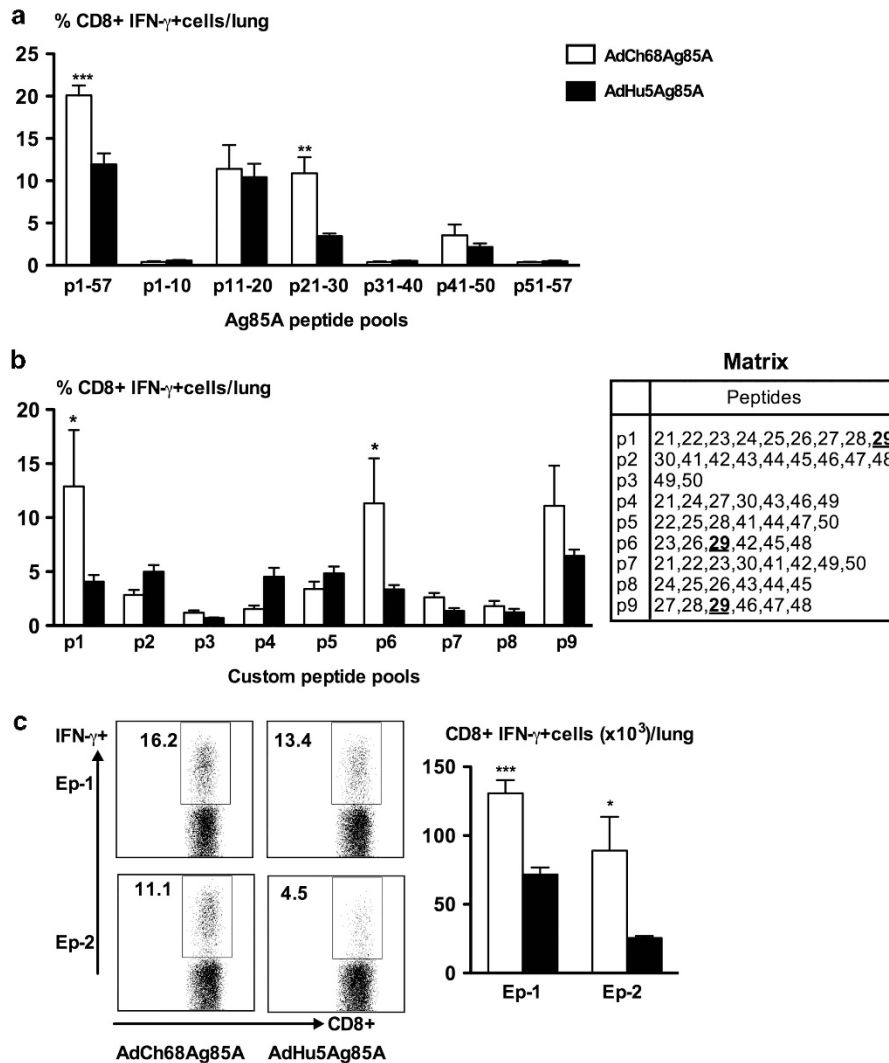 a
% CD8+ IFN-γ+cells/lung
AdCh68Ag85A
AdHu5Ag85A
25
20
15
10
5
0
***
**
p1-57 p1-10 p11-20 p21-30 p31-40 p41-50 p51-57
Ag85A peptide pools
b
% CD8+ IFN-γ+cells/lung
20
15
10
5
0
*
*
p1 p2 p3 p4 p5 p6 p7 p8 p9
Custom peptide pools
Matrix
Peptides
p1 21,22,23,24,25,26,27,28,29
p2 30,41,42,43,44,45,46,47,48
p3 49,50
p4 21,24,27,30,43,46,49
p5 22,25,28,41,44,47,50
p6 23,26,29,42,45,48
p7 21,22,23,30,41,42,49,50
p8 24,25,26,43,44,45
p9 27,28,29,46,47,48
c
IFN-γ+
Ep-1
Ep-2
16.2
13.4
11.1
4.5
CD8+
AdCh68Ag85A AdHu5Ag85A
CD8+ IFN-γ+cells (x10³)/lung
150
100
50
0
***
*
Ep-1 Ep-2